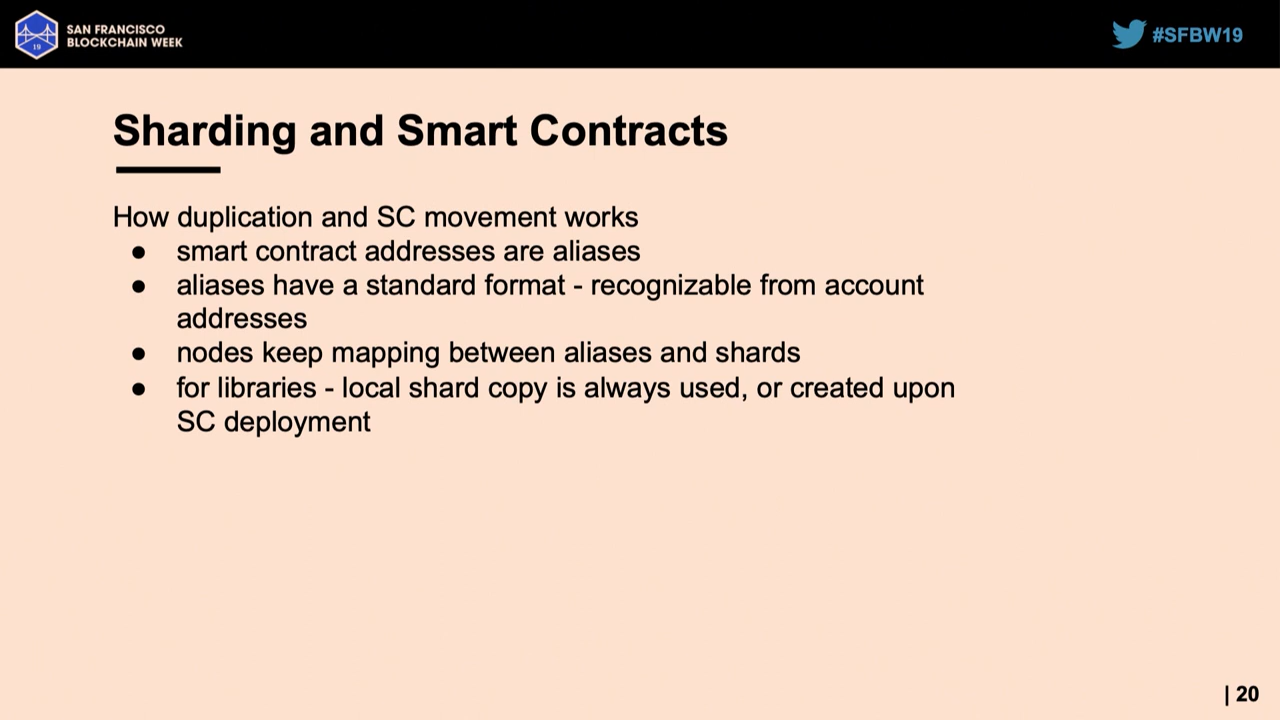 SAN FRANCISCO
BLOCKCHAIN WEEK
19
#SFBW19
Sharding and Smart Contracts
How duplication and SC movement works
● smart contract addresses are aliases
● aliases have a standard format - recognizable from account
addresses
● nodes keep mapping between aliases and shards
● for libraries - local shard copy is always used, or created upon
SC deployment
| 20